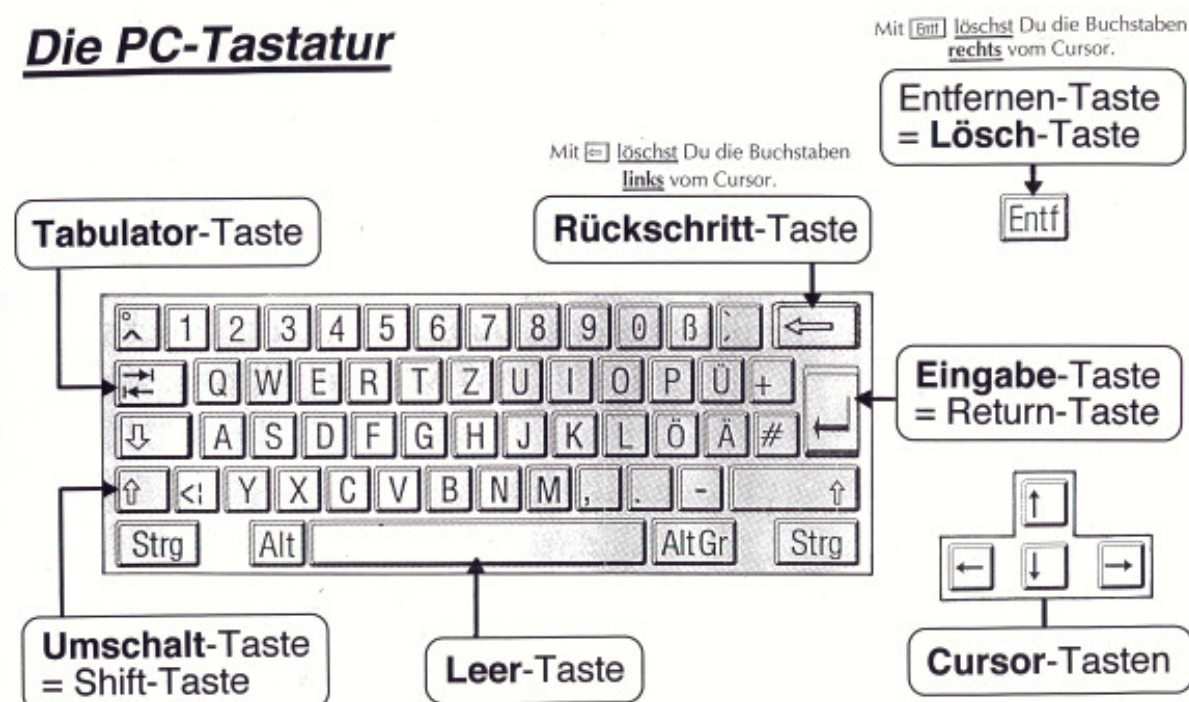 Die PC-Tastatur
Mit Entf löschst Du die Buchstaben
rechts vom Cursor.
Entfernen-Taste
= Lösch-Taste
Entf
Mit ⇐ löschst Du die Buchstaben
links vom Cursor.
Tabulator-Taste
Rückschritt-Taste
° ^ 1 2 3 4 5 6 7 8 9 0 ß ` ⇐
Q W E R T Z U I O P Ü +
Eingabe-Taste
= Return-Taste
⇩ A S D F G H J K L Ö Ä #
⇧ <¦ Y X C V B N M , . - ⇧
Strg Alt AltGr Strg
↑
← ↓ →
Umschalt-Taste
= Shift-Taste
Leer-Taste
Cursor-Tasten